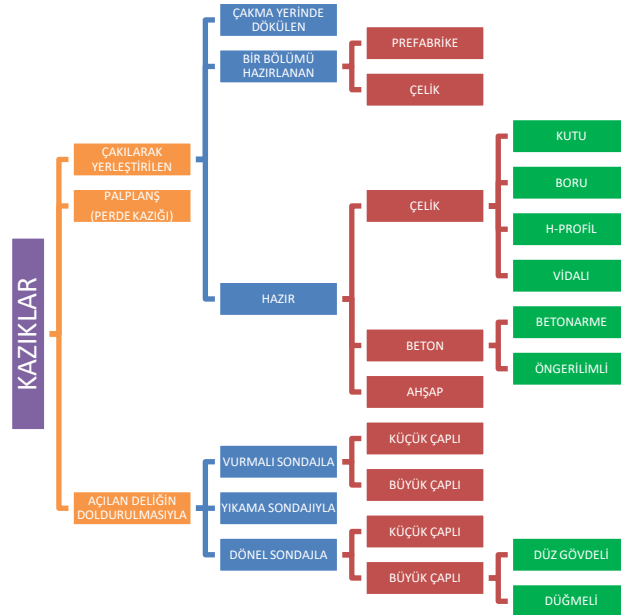 KAZIKLAR
ÇAKILARAK
YERLEŞTİRİLEN
ÇAKMA YERİNDE
DÖKÜLEN
BİR BÖLÜMÜ
HAZIRLANAN
PREFABRİKE
ÇELİK
HAZIR
ÇELİK
KUTU
BORU
H-PROFİL
VİDALI
BETON
BETONARME
ÖNGERİLİMLİ
AHŞAP
PALPLANŞ
(PERDE KAZIĞI)
AÇILAN DELİĞİN
DOLDURULMASIYLA
VURMALI SONDAJLA
KÜÇÜK ÇAPLI
BÜYÜK ÇAPLI
YIKAMA SONDAJIYLA
DÖNEL SONDAJLA
KÜÇÜK ÇAPLI
BÜYÜK ÇAPLI
DÜZ GÖVDELİ
DÜĞMELİ